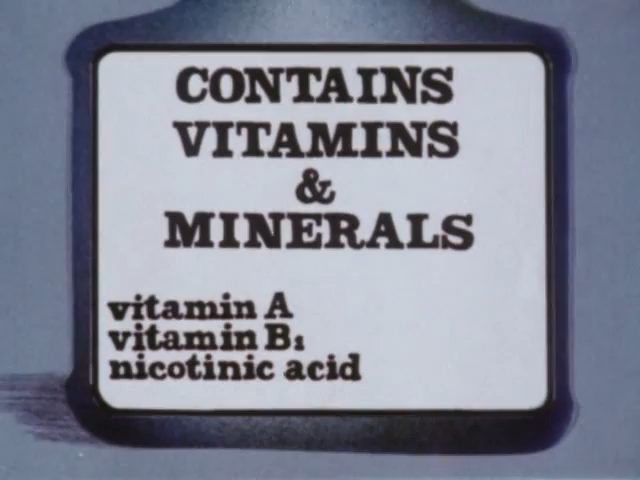 CONTAINS
VITAMINS
&
MINERALS
vitamin A
vitamin B₁
nicotinic acid